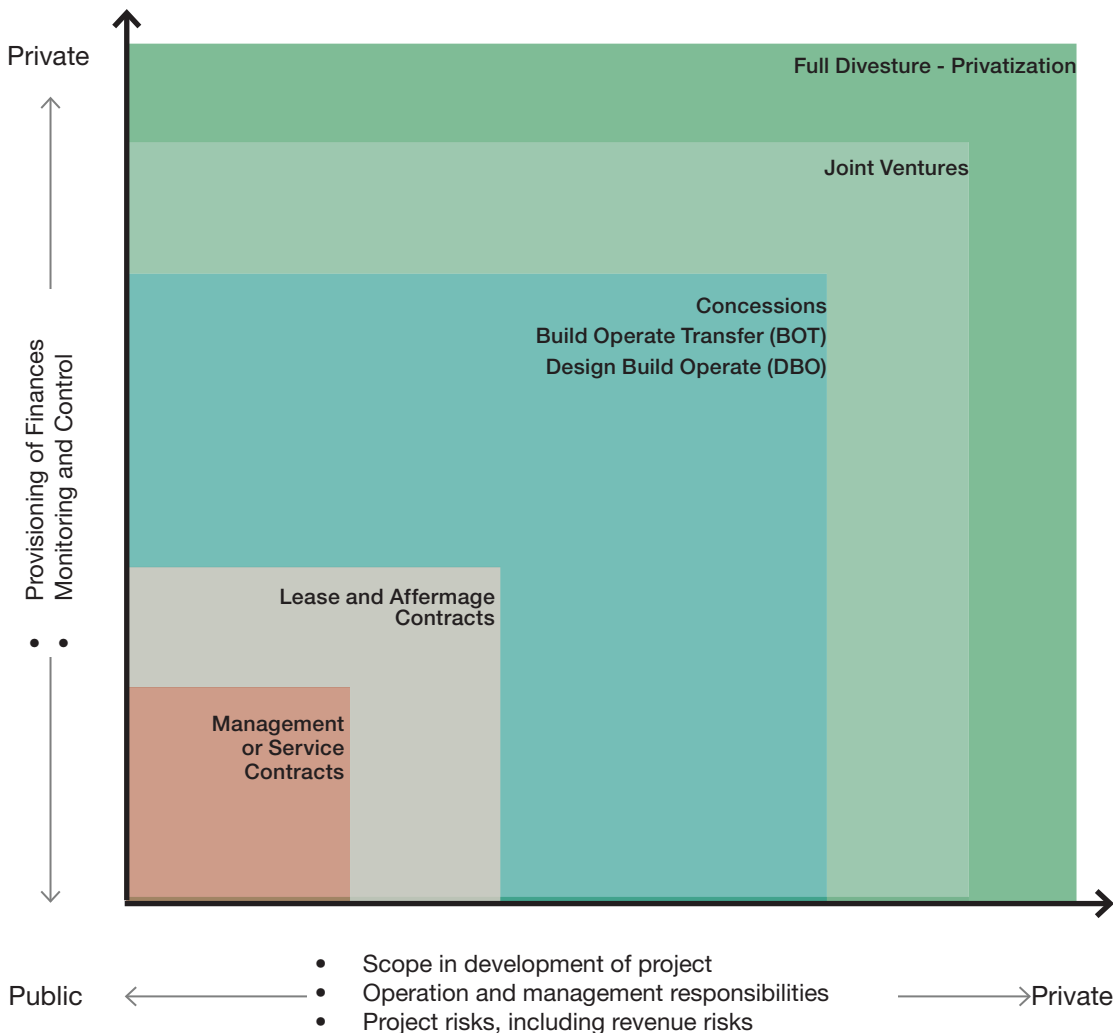 Private
Full Divesture - Privatization
Joint Ventures
Concessions
Build Operate Transfer (BOT)
Design Build Operate (DBO)
• Provisioning of Finances
• Monitoring and Control
Lease and Affermage
Contracts
Management
or Service
Contracts
Public
• Scope in development of project
• Operation and management responsibilities
• Project risks, including revenue risks
Private